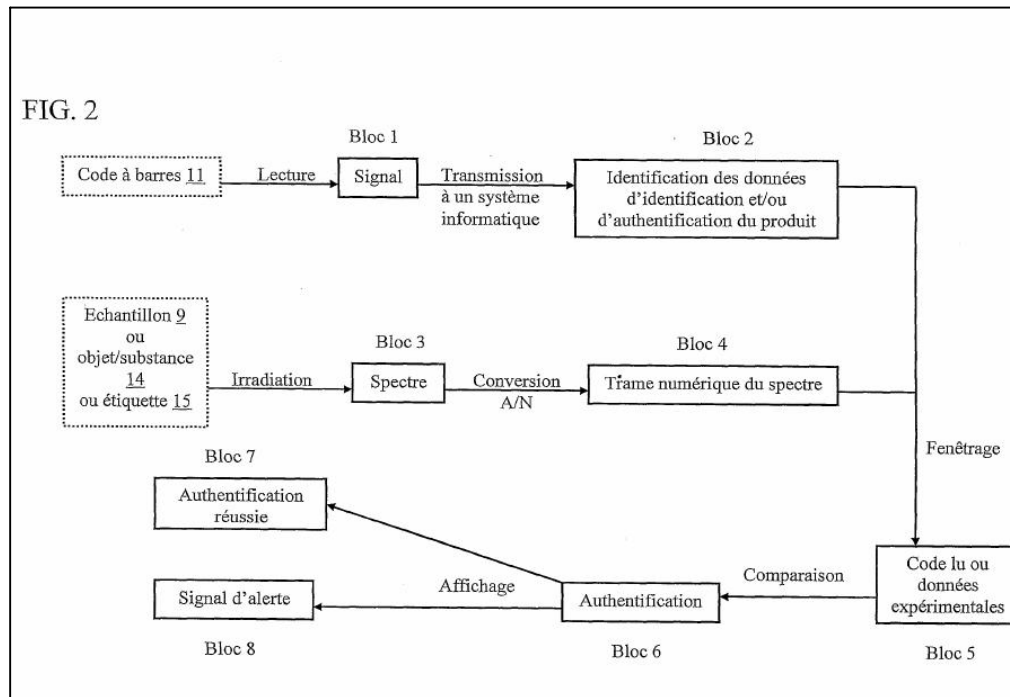 FIG. 2
Bloc 1
Bloc 2
Code à barres 11
Lecture
Signal
Transmission
à un système
informatique
Identification des données
d'identification et/ou
d'authentification du produit
Echantillon 9
ou
objet/substance
14
ou étiquette 15
Irradiation
Bloc 3
Spectre
Conversion
A/N
Bloc 4
Trame numérique du spectre
Fenêtrage
Bloc 7
Authentification
réussie
Affichage
Signal d'alerte
Bloc 8
Authentification
Bloc 6
Comparaison
Code lu ou
données
expérimentales
Bloc 5